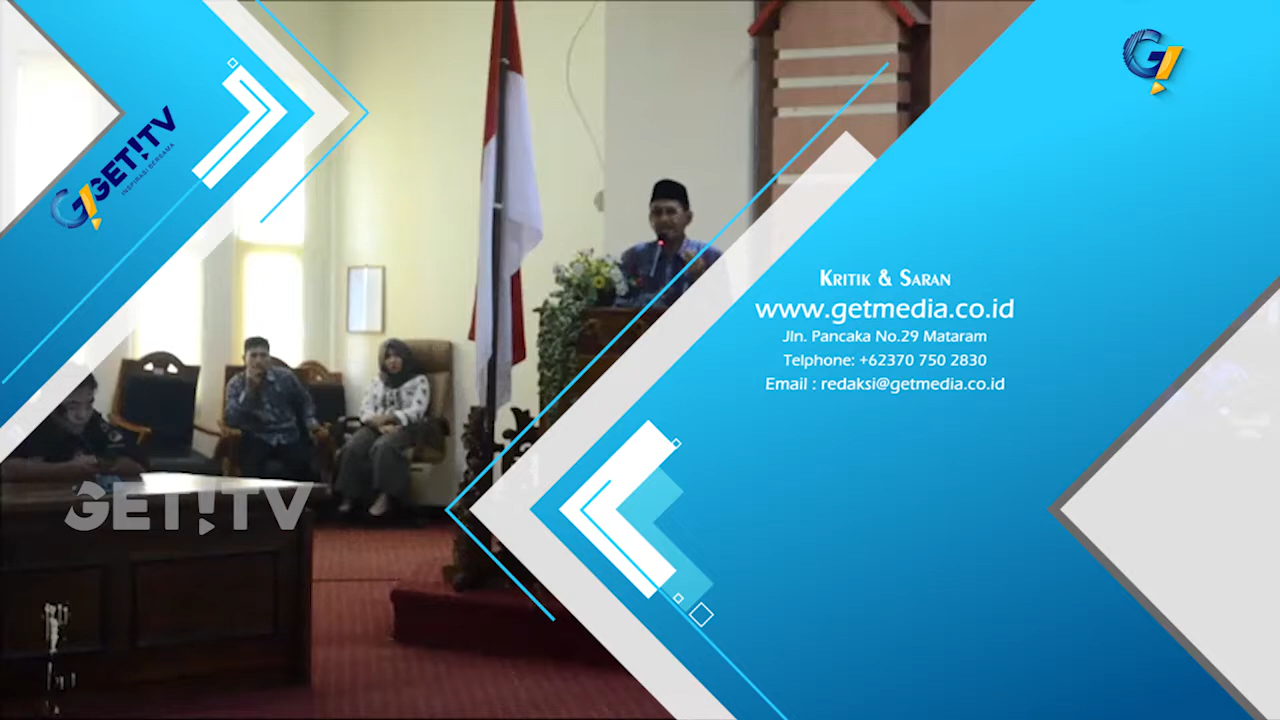 GET!TV
INSPIRASI BERSAMA
G!
KRITIK & SARAN
www.getmedia.co.id
Jln. Pancaka No.29 Mataram
Telphone: +62370 750 2830
Email : redaksi@getmedia.co.id
GET!TV